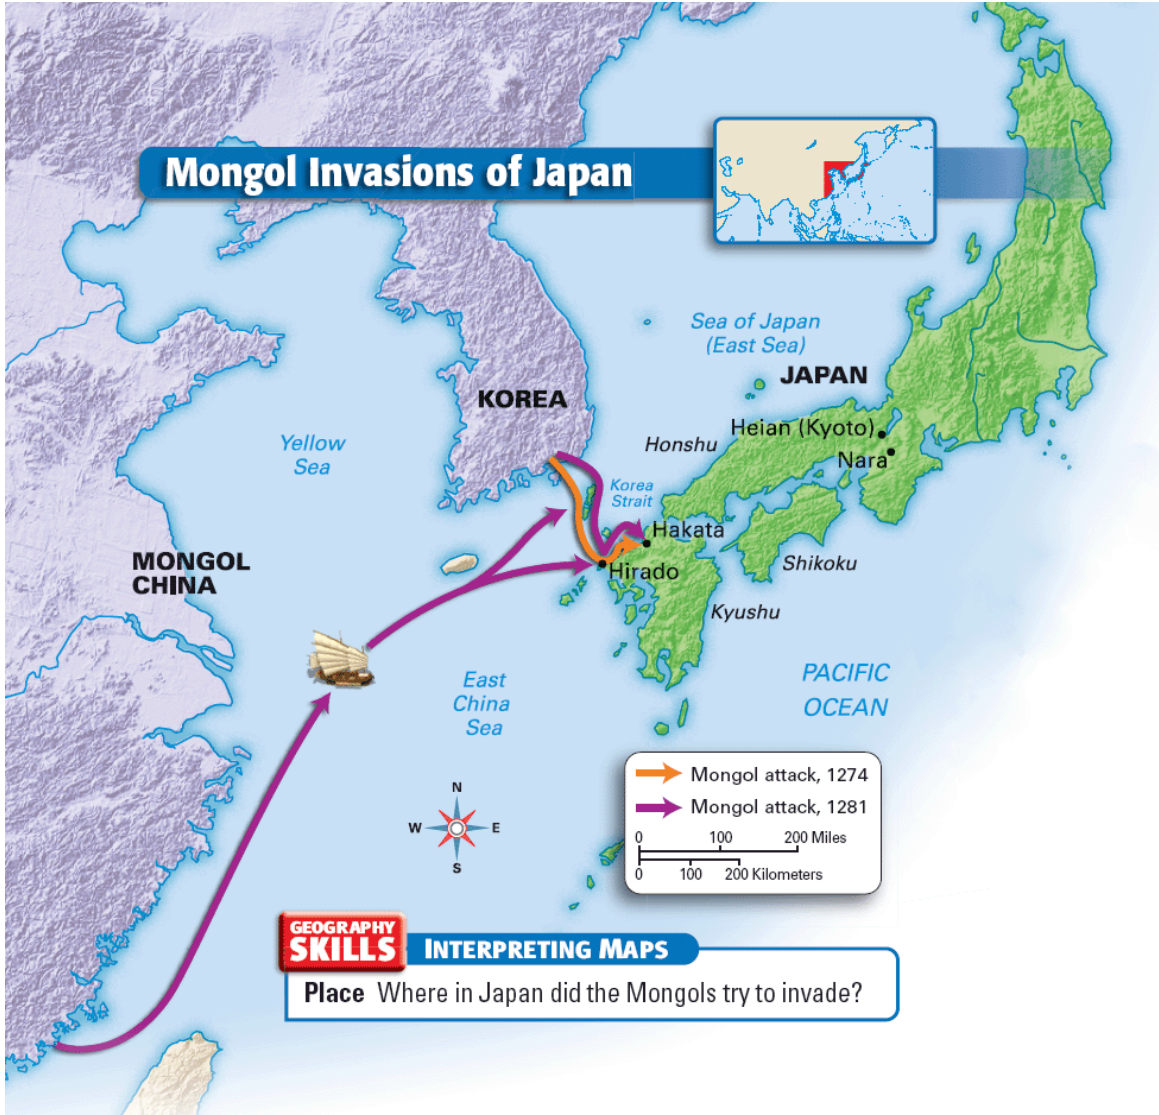 Mongol Invasions of Japan
Sea of Japan
(East Sea)
JAPAN
KOREA
Heian (Kyoto)
Honshu
Nara
Yellow
Sea
Korea
Strait
Hakata
MONGOL
CHINA
Shikoku
Hirado
Kyushu
East
China
Sea
PACIFIC
OCEAN
Mongol attack, 1274
Mongol attack, 1281
0 100 200 Miles
0 100 200 Kilometers
N
W E
S
GEOGRAPHY
SKILLS
INTERPRETING MAPS
Place Where in Japan did the Mongols try to invade?